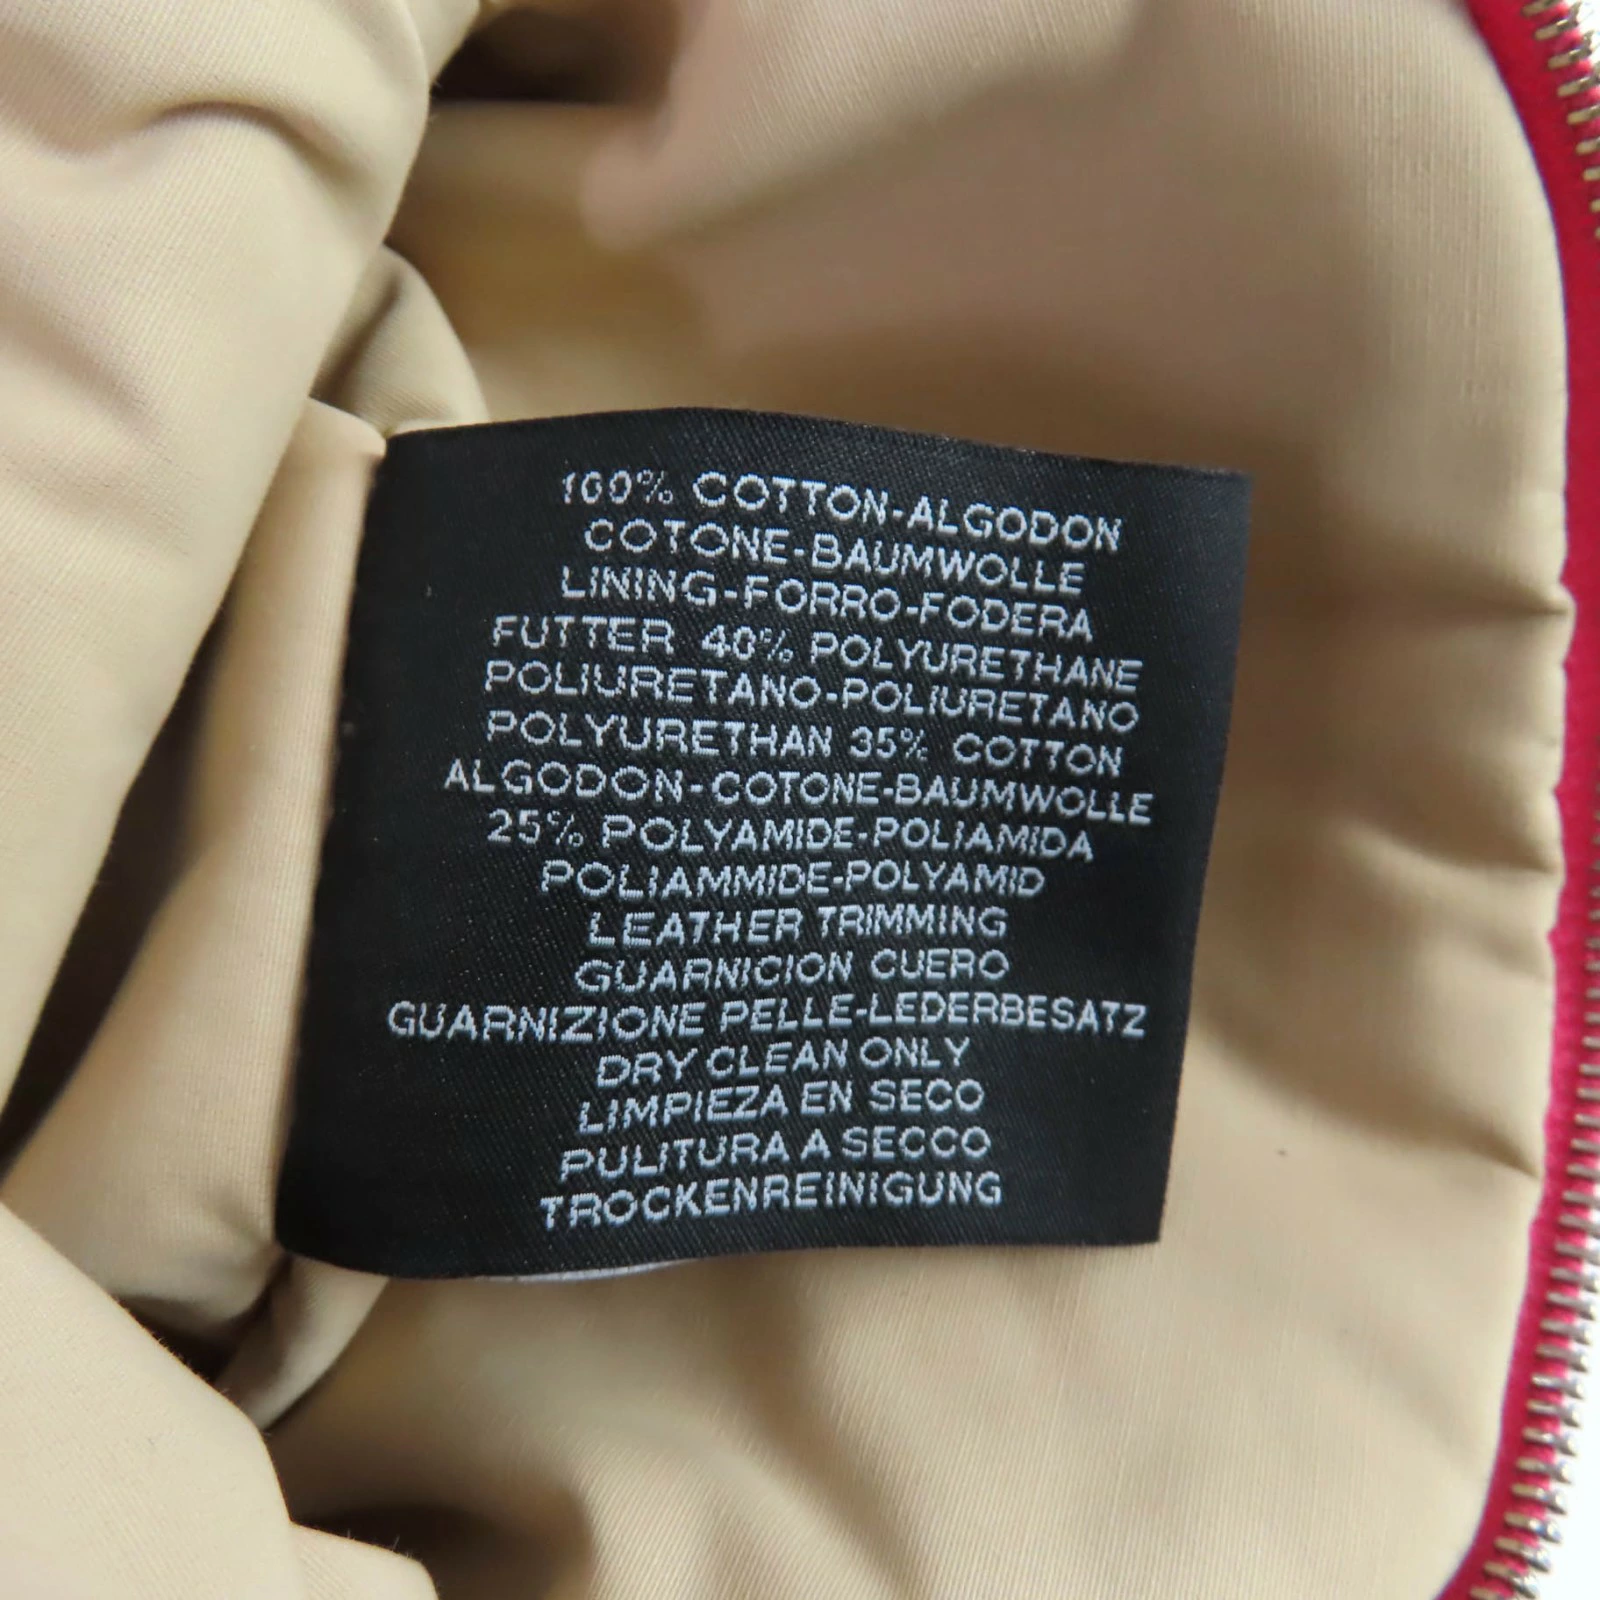 100% COTTON-ALGODON
COTONE-BAUMWOLLE
LINING-FORRO-FODERA
FUTTER 40% POLYURETHANE
POLIURETANO-POLIURETANO
POLYURETHAN 35% COTTON
ALGODON-COTONE-BAUMWOLLE
25% POLYAMIDE-POLIAMIDA
POLIAMMIDE-POLYAMID
LEATHER TRIMMING
GUARNICION CUERO
GUARNIZIONE PELLE-LEDERBESATZ
DRY CLEAN ONLY
LIMPIEZA EN SECO
PULITURA A SECCO
TROCKENREINIGUNG